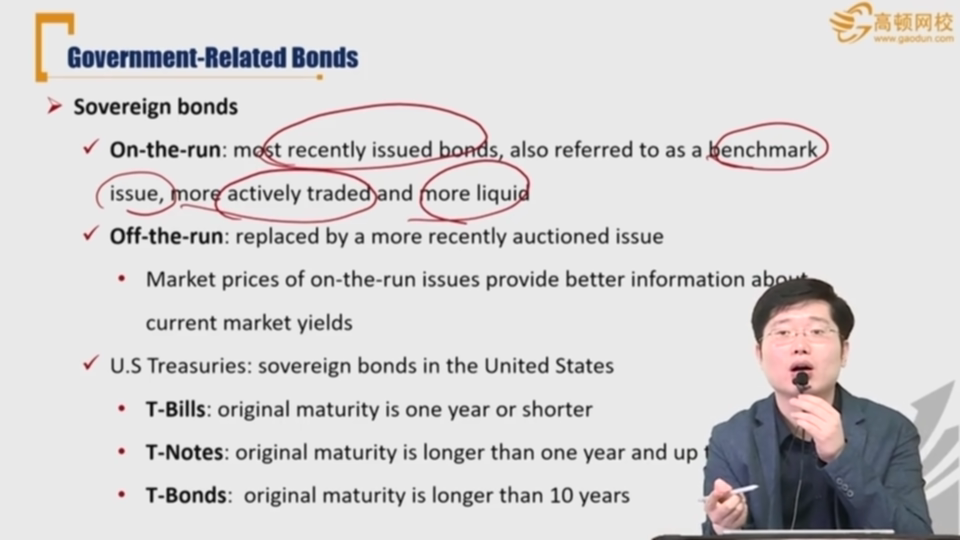 高顿网校
www.gaodun.com
Government-Related Bonds
Sovereign bonds
On-the-run: most recently issued bonds, also referred to as a benchmark
issue, more actively traded and more liquid
Off-the-run: replaced by a more recently auctioned issue
Market prices of on-the-run issues provide better information about
current market yields
U.S Treasuries: sovereign bonds in the United States
T-Bills: original maturity is one year or shorter
T-Notes: original maturity is longer than one year and up
T-Bonds: original maturity is longer than 10 years